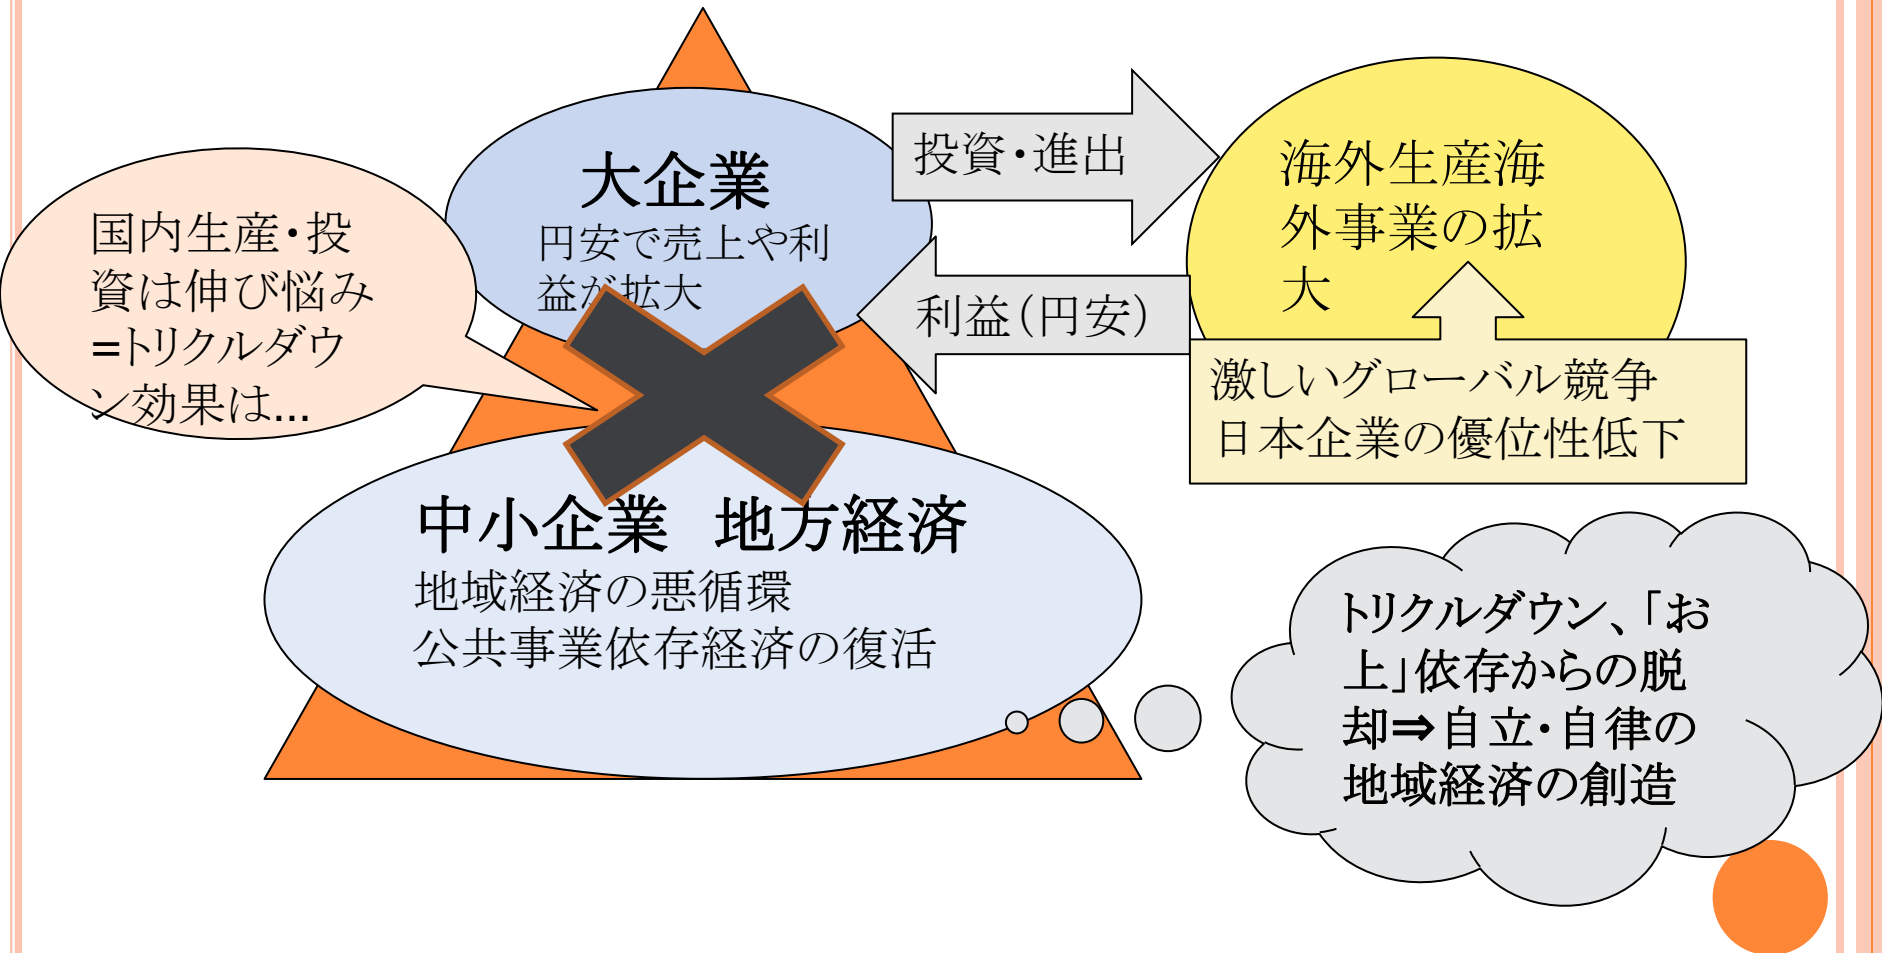 大企業
円安で売上や利
益が拡大
投資・進出
利益（円安）
海外生産海
外事業の拡
大
激しいグローバル競争
日本企業の優位性低下
国内生産・投
資は伸び悩み
=トリクルダウ
ン効果は…
中小企業　地方経済
地域経済の悪循環
公共事業依存経済の復活
トリクルダウン、「お
上」依存からの脱
却⇒自立・自律の
地域経済の創造